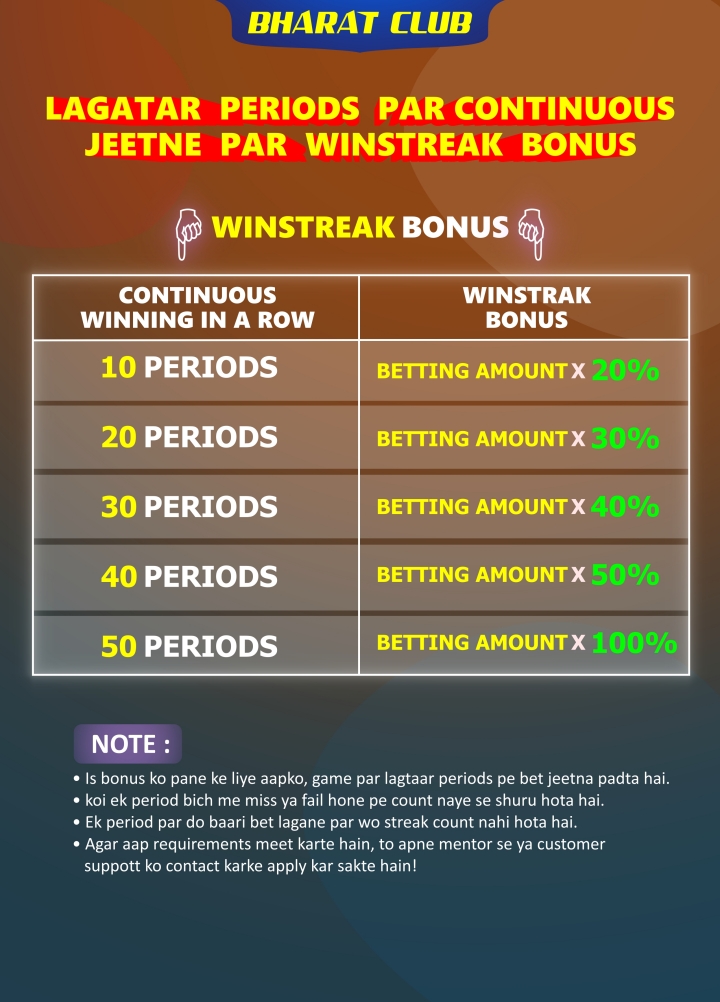 BHARAT CLUB
LAGATAR PERIODS PAR CONTINUOUS
JEETNE PAR WINSTREAK BONUS
WINSTREAK BONUS
CONTINUOUS WINSTRAK
WINNING IN A ROW BONUS
10 PERIODS BETTING AMOUNT X 20%
20 PERIODS BETTING AMOUNT X 30%
30 PERIODS BETTING AMOUNT X 40%
40 PERIODS BETTING AMOUNT X 50%
50 PERIODS BETTING AMOUNT X 100%
NOTE :
• Is bonus ko pane ke liye aapko, game par lagtaar periods pe bet jeetna padta hai.
• koi ek period bich me miss ya fail hone pe count naye se shuru hota hai.
• Ek period par do baari bet lagane par wo streak count nahi hota hai.
• Agar aap requirements meet karte hain, to apne mentor se ya customer
suppott ko contact karke apply kar sakte hain!